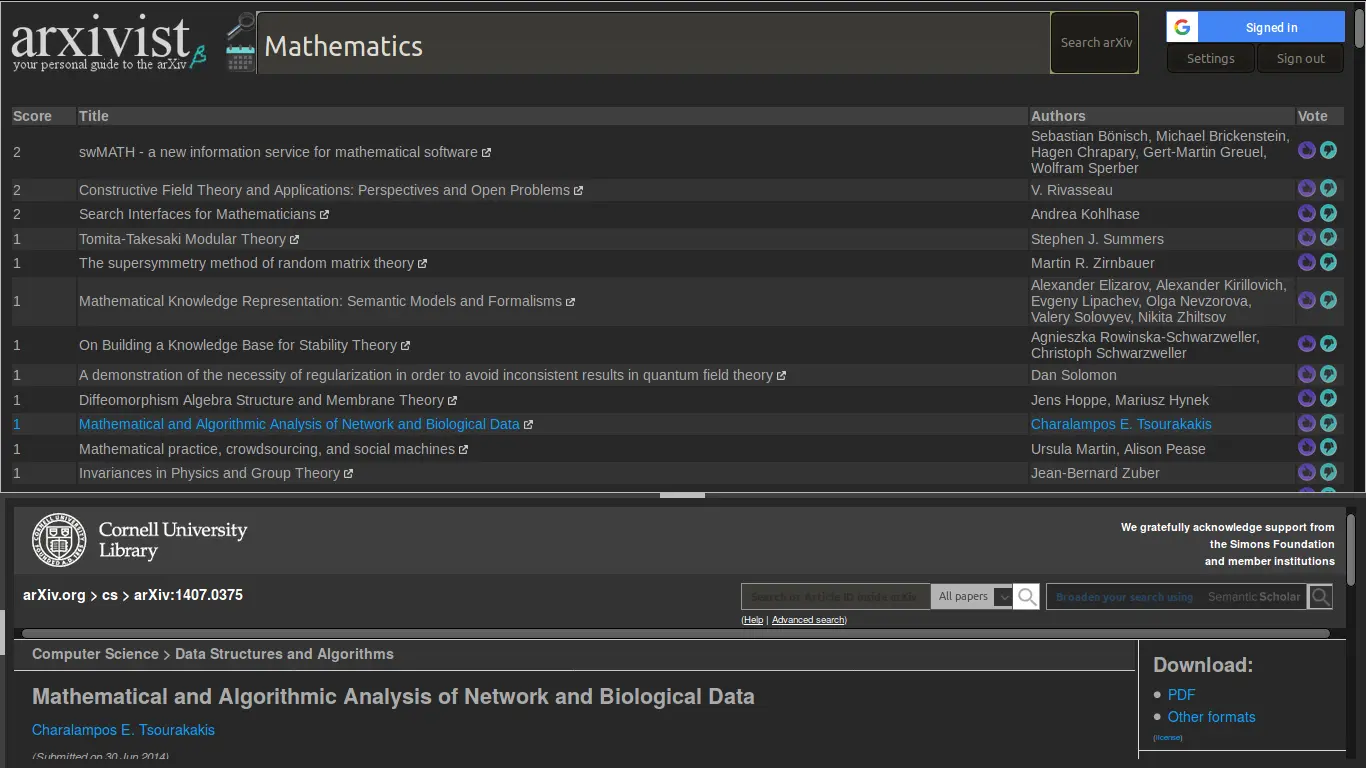 arxivist β
your personal guide to the arXiv
Mathematics
Search arXiv
G Signed in
Settings Sign out
Score Title Authors Vote
2 swMATH - a new information service for mathematical software Sebastian Bönisch, Michael Brickenstein,
Hagen Chrapary, Gert-Martin Greuel,
Wolfram Sperber
2 Constructive Field Theory and Applications: Perspectives and Open Problems V. Rivasseau
2 Search Interfaces for Mathematicians Andrea Kohlhase
1 Tomita-Takesaki Modular Theory Stephen J. Summers
1 The supersymmetry method of random matrix theory Martin R. Zirnbauer
1 Mathematical Knowledge Representation: Semantic Models and Formalisms Alexander Elizarov, Alexander Kirillovich,
Evgeny Lipachev, Olga Nevzorova,
Valery Solovyev, Nikita Zhiltsov
1 On Building a Knowledge Base for Stability Theory Agnieszka Rowinska-Schwarzweller,
Christoph Schwarzweller
1 A demonstration of the necessity of regularization in order to avoid inconsistent results in quantum field theory Dan Solomon
1 Diffeomorphism Algebra Structure and Membrane Theory Jens Hoppe, Mariusz Hynek
1 Mathematical and Algorithmic Analysis of Network and Biological Data Charalampos E. Tsourakakis
1 Mathematical practice, crowdsourcing, and social machines Ursula Martin, Alison Pease
1 Invariances in Physics and Group Theory Jean-Bernard Zuber
Cornell University
Library
We gratefully acknowledge support from
the Simons Foundation
and member institutions
arXiv.org > cs > arXiv:1407.0375
Search or Article ID inside arXiv All papers Broaden your search using Semantic Scholar
(Help | Advanced search)
Computer Science > Data Structures and Algorithms
Mathematical and Algorithmic Analysis of Network and Biological Data
Charalampos E. Tsourakakis
(Submitted on 30 Jun 2014)
Download:
PDF
Other formats
(license)